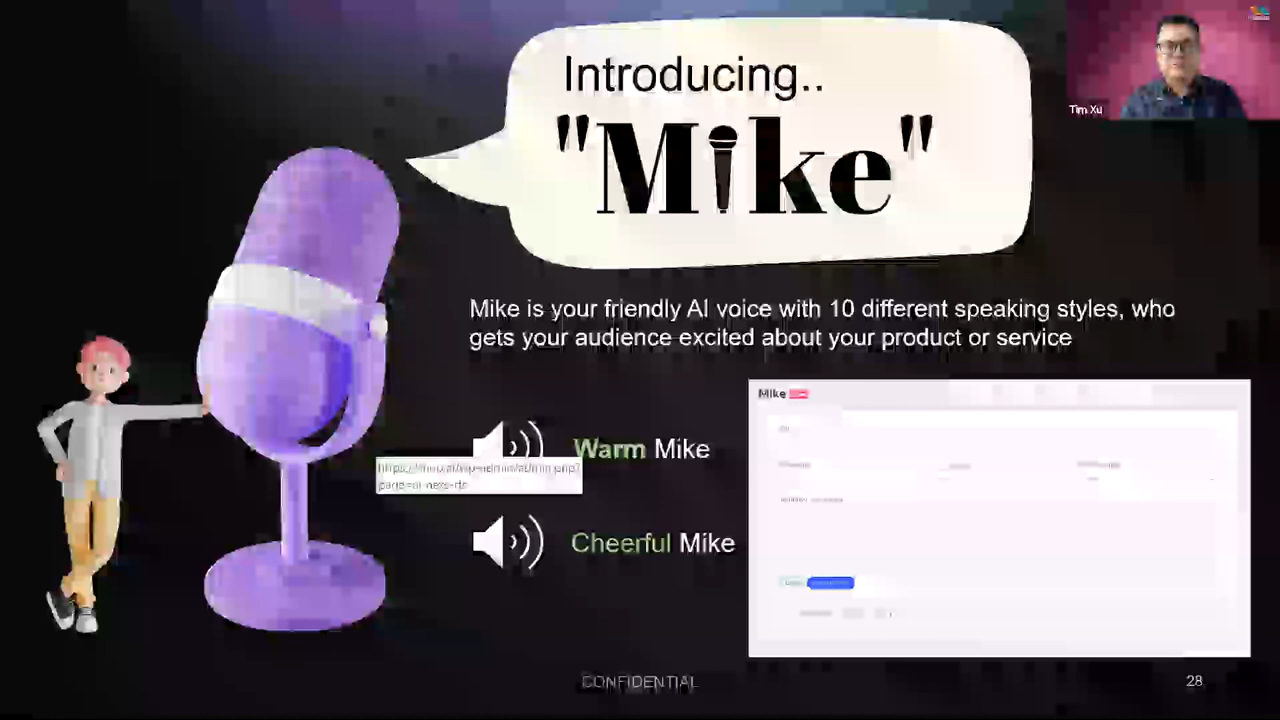 Introducing..
"Mike"
Tim Xu
Mike is your friendly AI voice with 10 different speaking styles, who
gets your audience excited about your product or service
Warm Mike
Cheerful Mike
Mike
CONFIDENTIAL
28